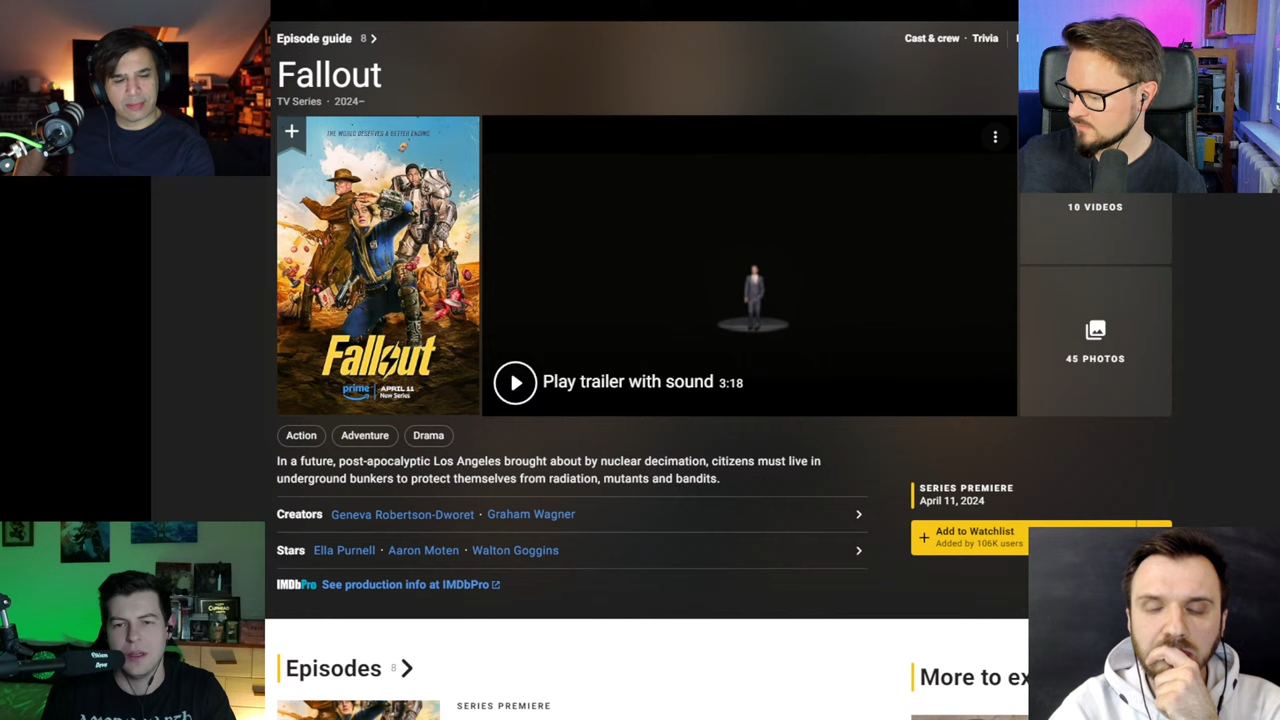 Episode guide 8
Cast & crew · Trivia
Fallout
TV Series · 2024–
THE WORLD DESERVES A BETTER ENDING
Fallout
prime
APRIL 11
New Series
Play trailer with sound 3:18
10 VIDEOS
45 PHOTOS
Action
Adventure
Drama
In a future, post-apocalyptic Los Angeles brought about by nuclear decimation, citizens must live in
underground bunkers to protect themselves from radiation, mutants and bandits.
Creators Geneva Robertson-Dworet · Graham Wagner
Stars Ella Purnell · Aaron Moten · Walton Goggins
IMDbPro See production info at IMDbPro
SERIES PREMIERE
April 11, 2024
Add to Watchlist
Added by 106K users
Episodes 8
SERIES PREMIERE
More to ex
CUPHEAD